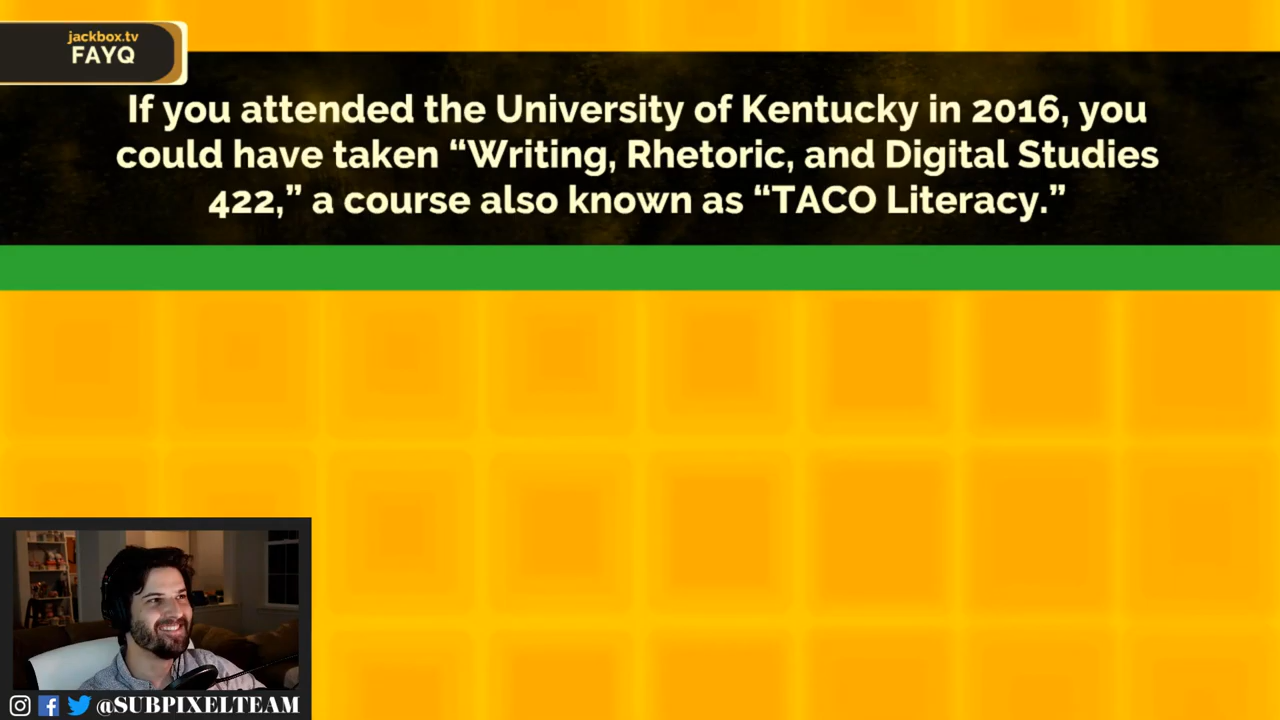 jackbox.tv
FAYQ
If you attended the University of Kentucky in 2016, you
could have taken “Writing, Rhetoric, and Digital Studies
422,” a course also known as “TACO Literacy.”
@SUBPIXELTEAM